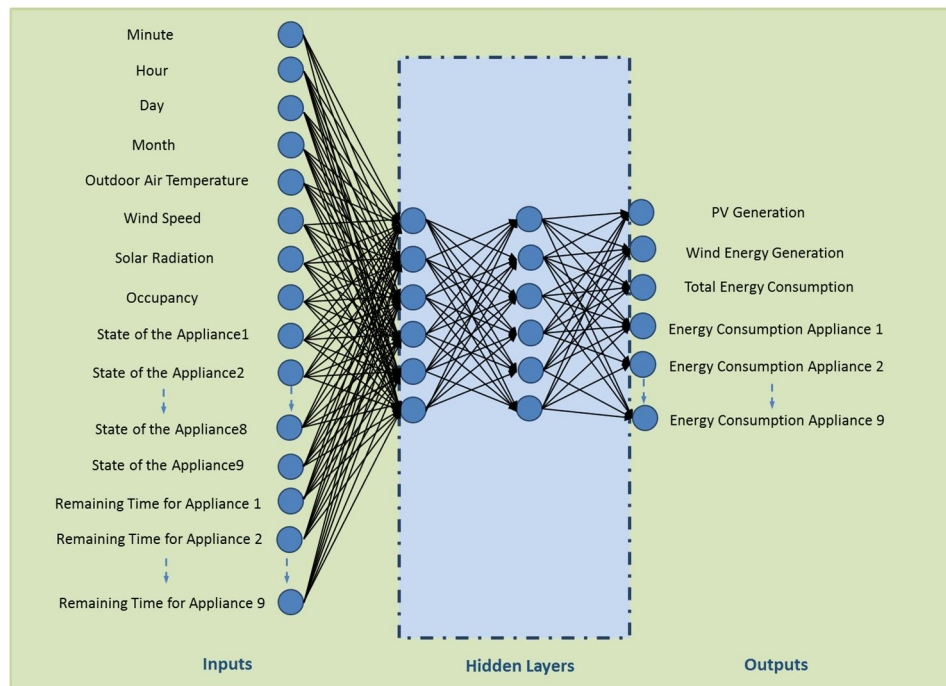 Minute
Hour
Day
Month
Outdoor Air Temperature
Wind Speed
Solar Radiation
Occupancy
State of the Appliance1
State of the Appliance2
State of the Appliance8
State of the Appliance9
Remaining Time for Appliance 1
Remaining Time for Appliance 2
Remaining Time for Appliance 9
Inputs
Hidden Layers
PV Generation
Wind Energy Generation
Total Energy Consumption
Energy Consumption Appliance 1
Energy Consumption Appliance 2
Energy Consumption Appliance 9
Outputs